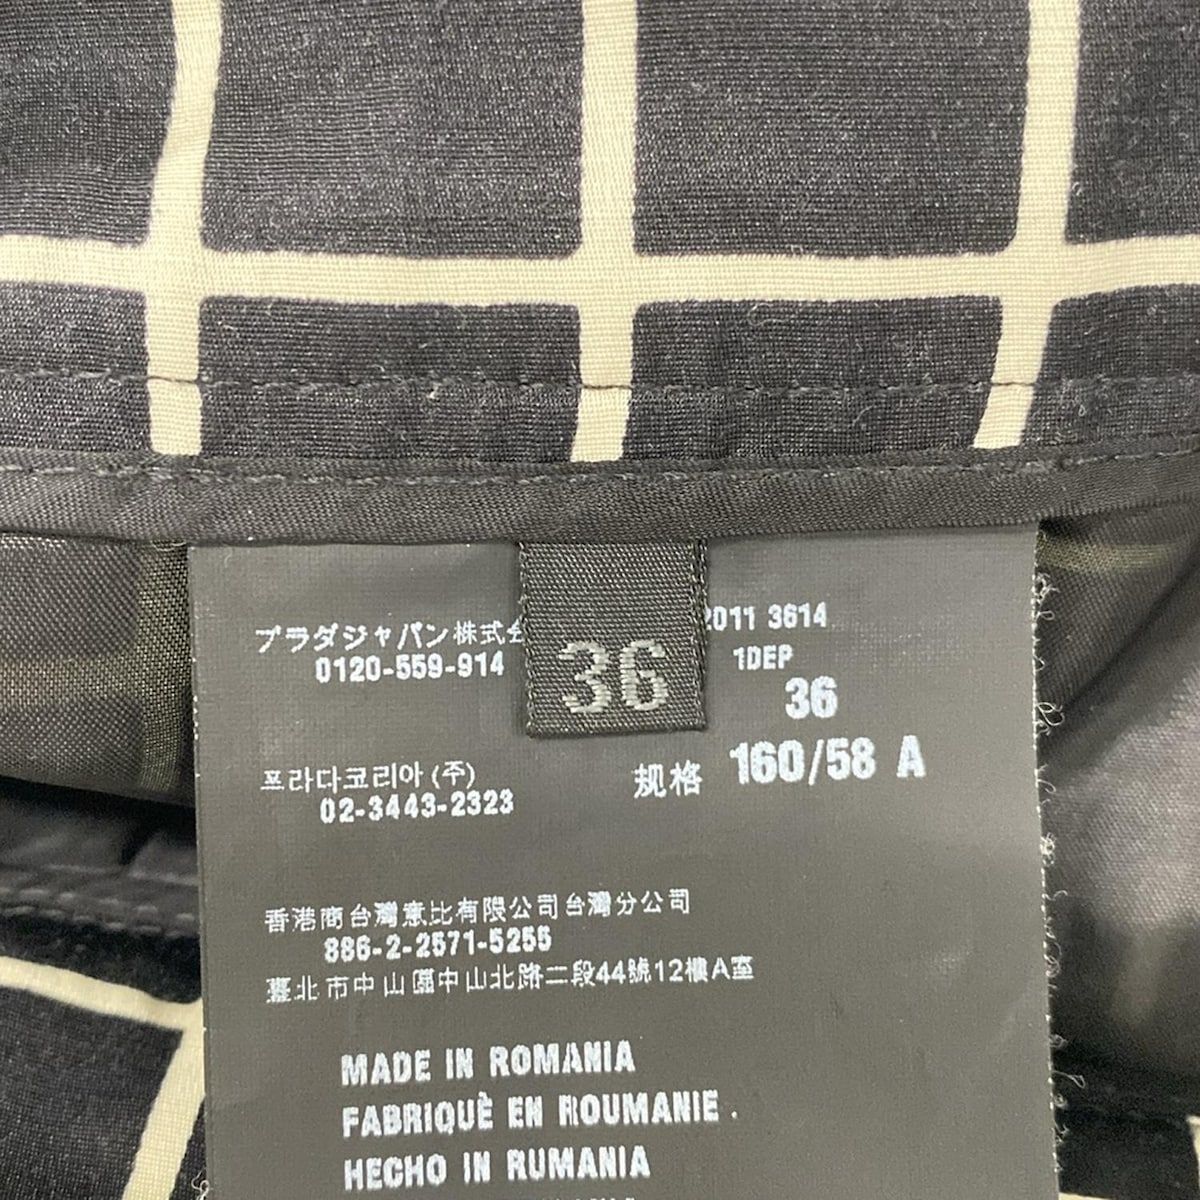 プラダジャパン株式会
0120-559-914
36
2011 3614
1DEP
36
프라다코리아 (주)
02-3443-2323
规格 160/58 A
香港商台灣意比有限公司台灣分公司
886-2-2571-5255
臺北市中山區中山北路二段44號12樓A室
MADE IN ROMANIA
FABRIQUÈ EN ROUMANIE .
HECHO IN RUMANIA